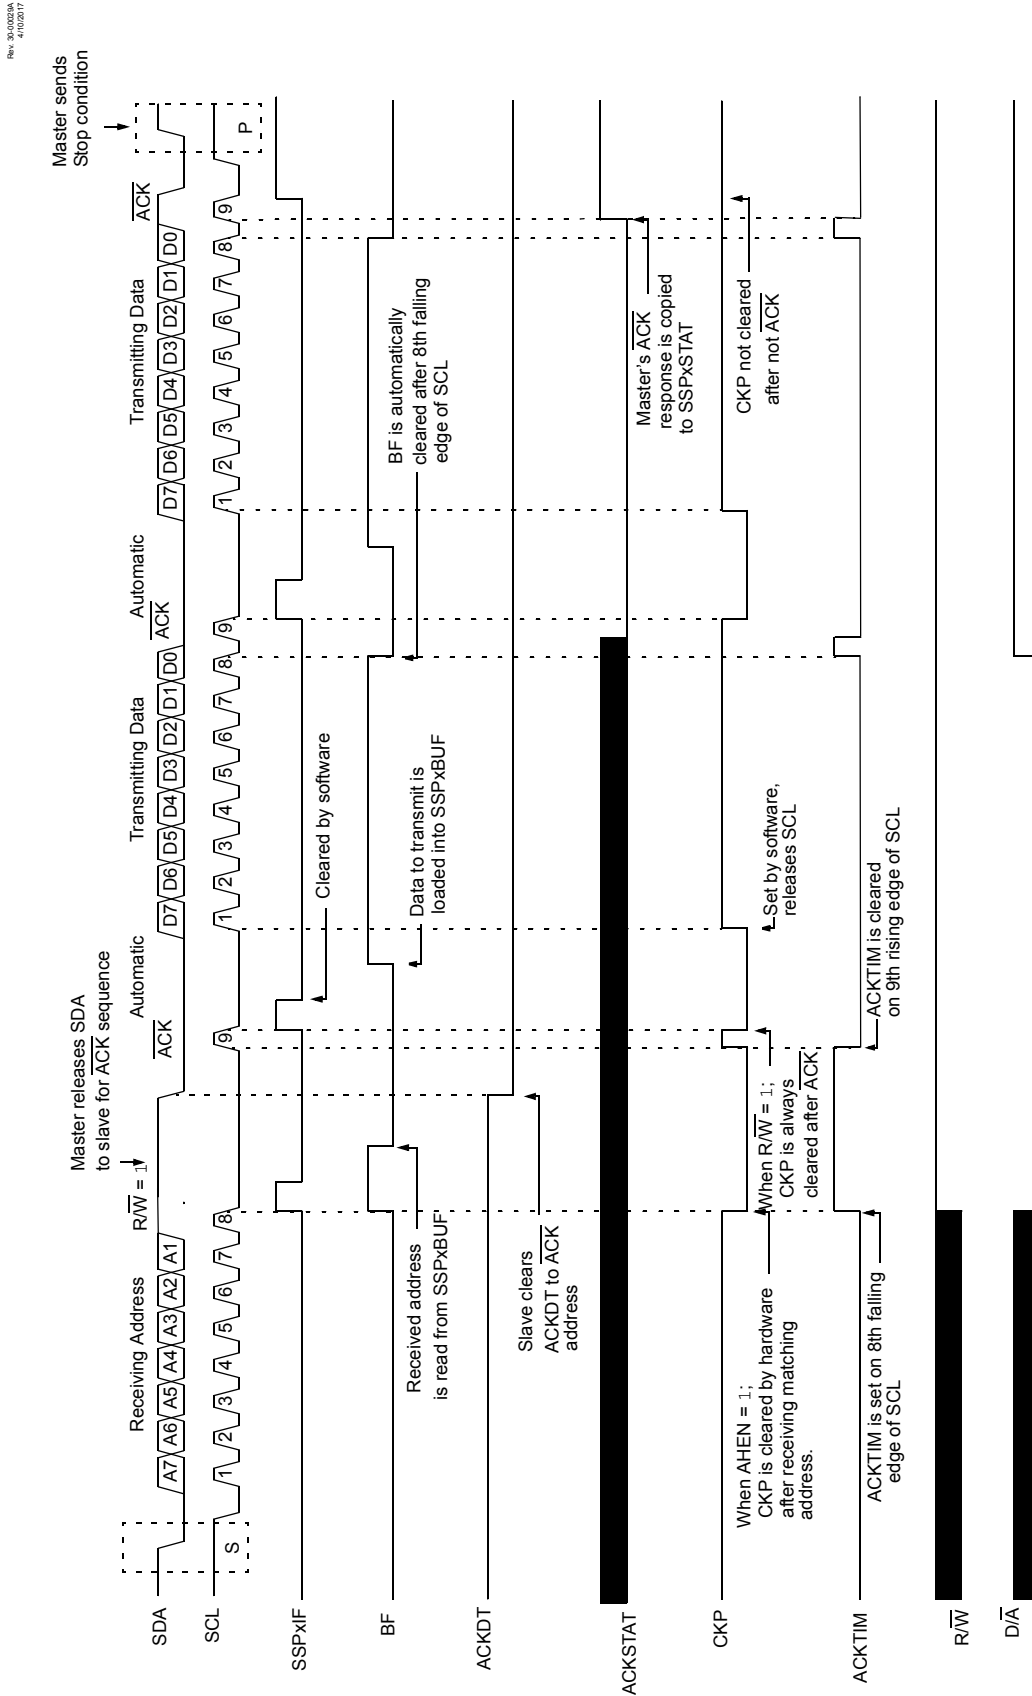 Rev. 30-00029A
4/10/2017
Master releases SDA
to slave for ACK sequence
Master sends
Stop condition
Receiving Address
R/W = 1
Automatic
ACK
Transmitting Data
Automatic
ACK
Transmitting Data
ACK
SDA
A7 A6 A5 A4 A3 A2 A1
D7 D6 D5 D4 D3 D2 D1 D0
D7 D6 D5 D4 D3 D2 D1 D0
SCL
S
1 2 3 4 5 6 7 8 9
1 2 3 4 5 6 7 8 9
1 2 3 4 5 6 7 8 9
P
SSPxIF
Cleared by software
BF
Received address
is read from SSPxBUF
Data to transmit is
loaded into SSPxBUF
BF is automatically
cleared after 8th falling
edge of SCL
ACKDT
Slave clears
ACKDT to ACK
address
ACKSTAT
Master's ACK
response is copied
to SSPxSTAT
CKP
When AHEN = 1;
CKP is cleared by hardware
after receiving matching
address.
When R/W = 1;
CKP is always
cleared after ACK
Set by software,
releases SCL
CKP not cleared
after not ACK
ACKTIM
ACKTIM is set on 8th falling
edge of SCL
ACKTIM is cleared
on 9th rising edge of SCL
R/W
D/A